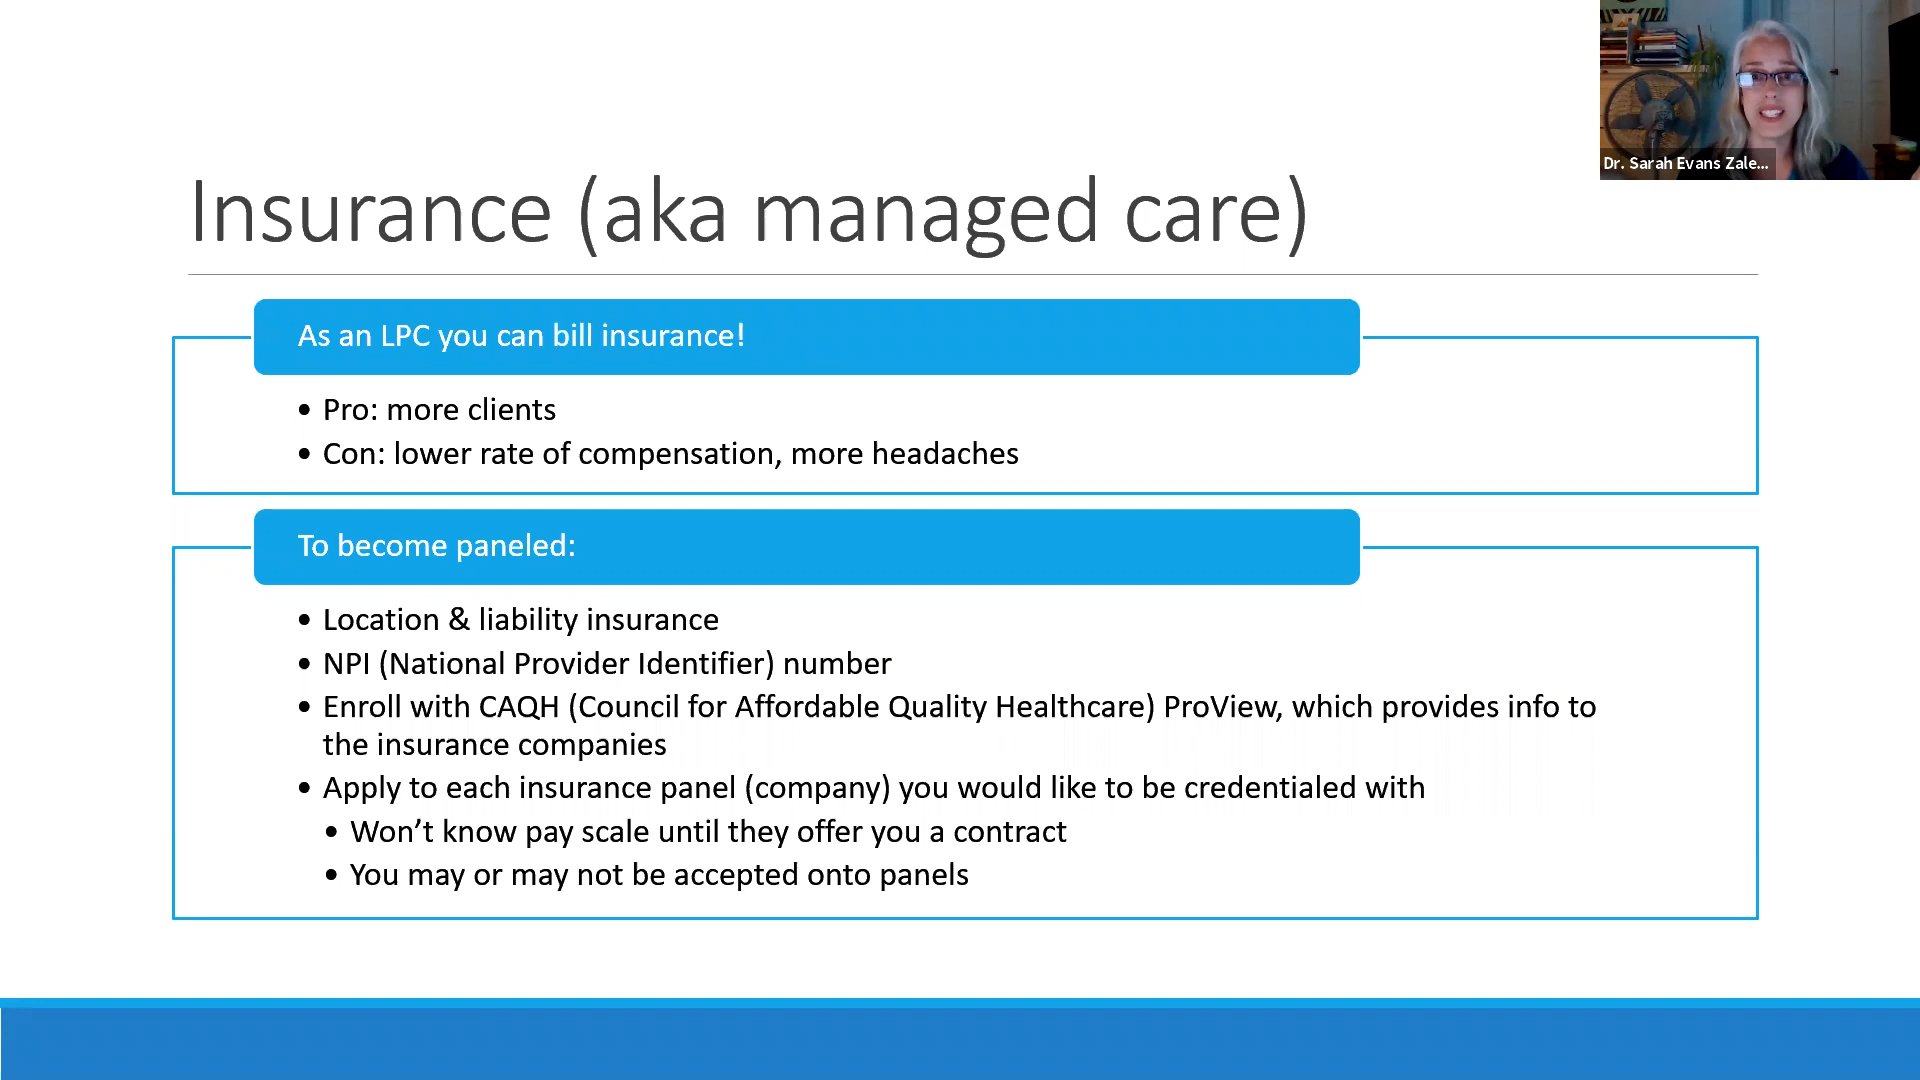 Dr. Sarah Evans Zale...
Insurance (aka managed care)
As an LPC you can bill insurance!
• Pro: more clients
• Con: lower rate of compensation, more headaches
To become paneled:
• Location & liability insurance
• NPI (National Provider Identifier) number
• Enroll with CAQH (Council for Affordable Quality Healthcare) ProView, which provides info to
the insurance companies
• Apply to each insurance panel (company) you would like to be credentialed with
• Won’t know pay scale until they offer you a contract
• You may or may not be accepted onto panels